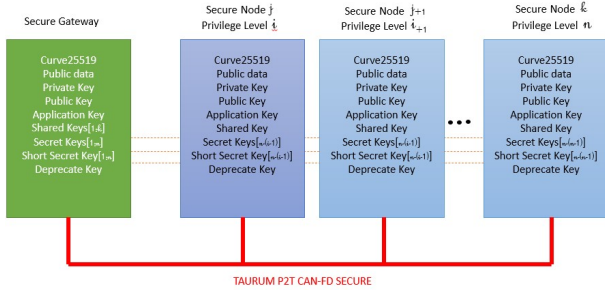 Secure Gateway
Secure Node j
Privilege Level i
Secure Node j+1
Privilege Level i+1
Secure Node k
Privilege Level n
Curve25519
Public data
Private Key
Public Key
Application Key
Shared Keys[1,k]
Secret Keys[1,n]
Short Secret Key[1,n]
Deprecate Key
Curve25519
Public data
Private Key
Public Key
Application Key
Shared Key
Secret Keys[n-(i-1)]
Short Secret Key[n-(i-1)]
Deprecate Key
Curve25519
Public data
Private Key
Public Key
Application Key
Shared Key
Secret Keys[n-(i-1)]
Short Secret Key[n-(i-1)]
Deprecate Key
...
Curve25519
Public data
Private Key
Public Key
Application Key
Shared Key
Secret Keys[n-(n-1)]
Short Secret Key[n-(n-1)]
Deprecate Key
TAURUM P2T CAN-FD SECURE